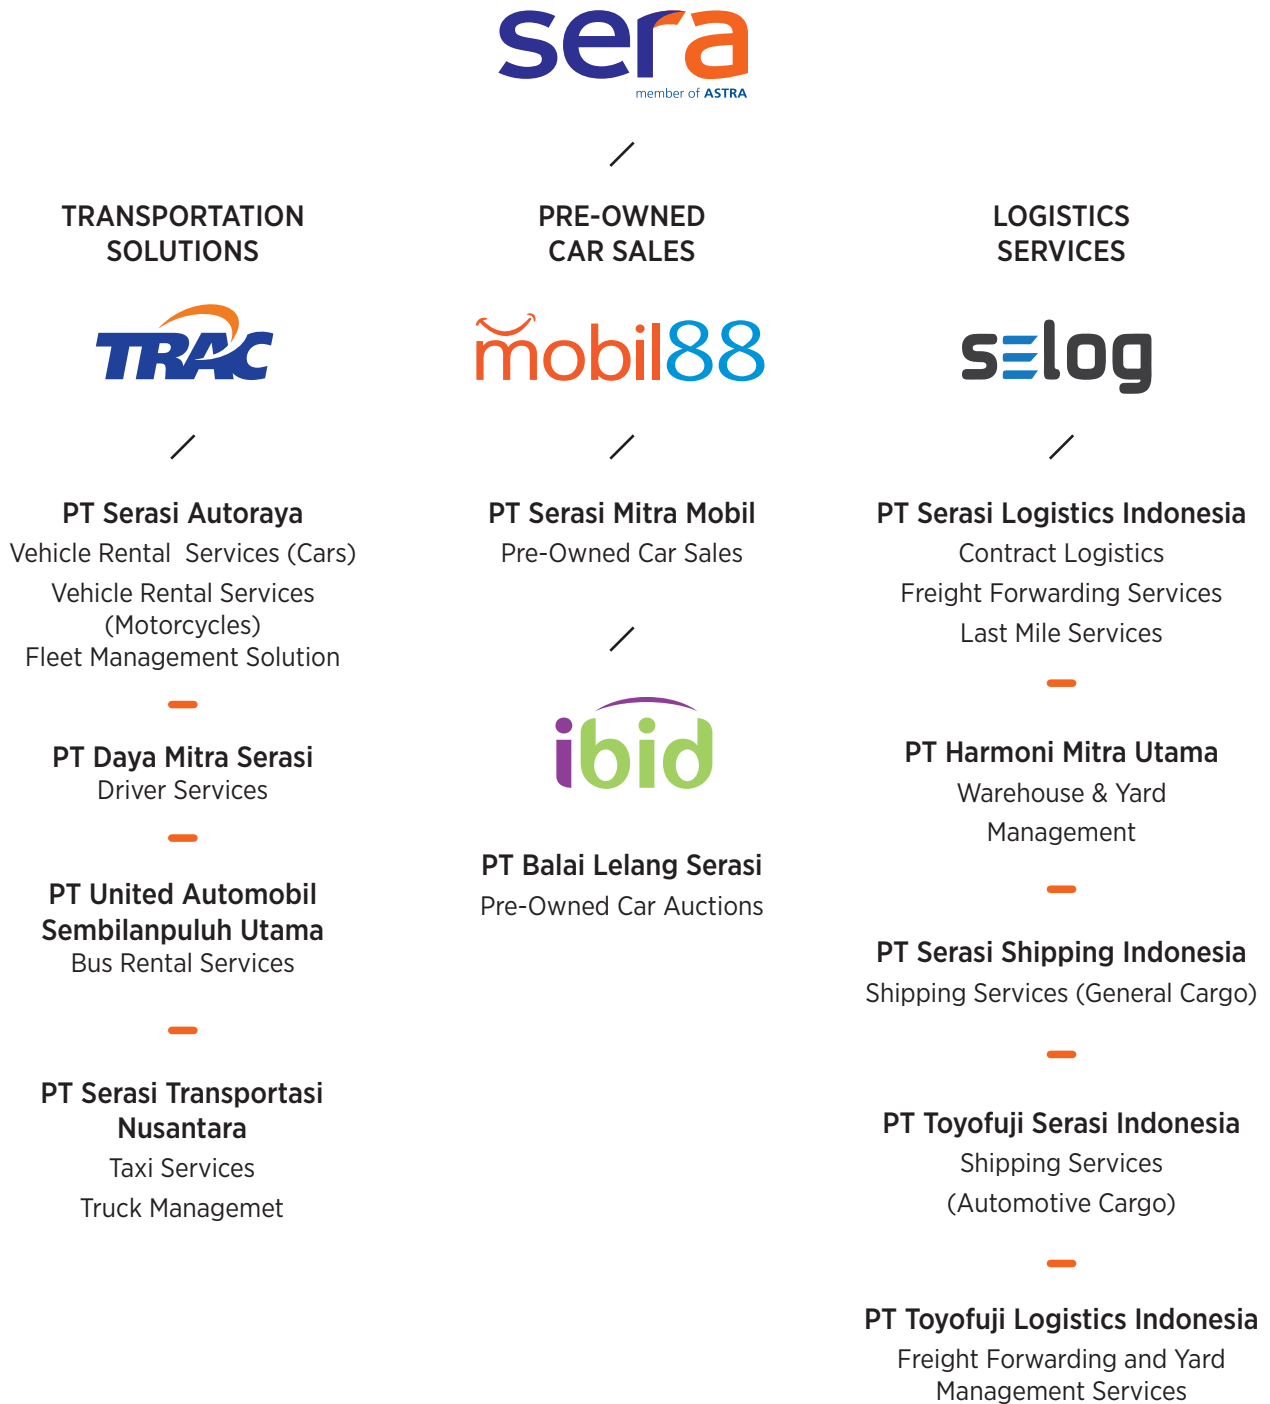 sera
member of ASTRA
TRANSPORTATION
SOLUTIONS
TRAC
PT Serasi Autoraya
Vehicle Rental Services (Cars)
Vehicle Rental Services
(Motorcycles)
Fleet Management Solution
PT Daya Mitra Serasi
Driver Services
PT United Automobil
Sembilanpuluh Utama
Bus Rental Services
PT Serasi Transportasi
Nusantara
Taxi Services
Truck Managemet
PRE-OWNED
CAR SALES
mobil88
PT Serasi Mitra Mobil
Pre-Owned Car Sales
ibid
PT Balai Lelang Serasi
Pre-Owned Car Auctions
LOGISTICS
SERVICES
selog
PT Serasi Logistics Indonesia
Contract Logistics
Freight Forwarding Services
Last Mile Services
PT Harmoni Mitra Utama
Warehouse & Yard
Management
PT Serasi Shipping Indonesia
Shipping Services (General Cargo)
PT Toyofuji Serasi Indonesia
Shipping Services
(Automotive Cargo)
PT Toyofuji Logistics Indonesia
Freight Forwarding and Yard
Management Services